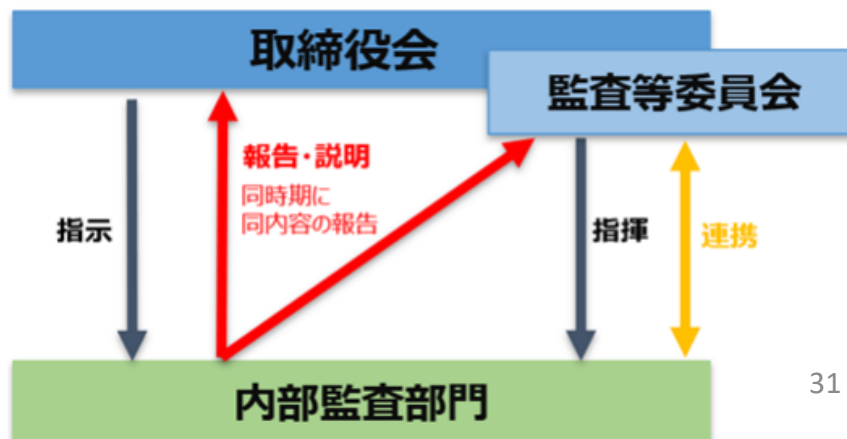 取締役会
監査等委員会
報告・説明
同時期に
同内容の報告
指示
指揮
連携
内部監査部門
31